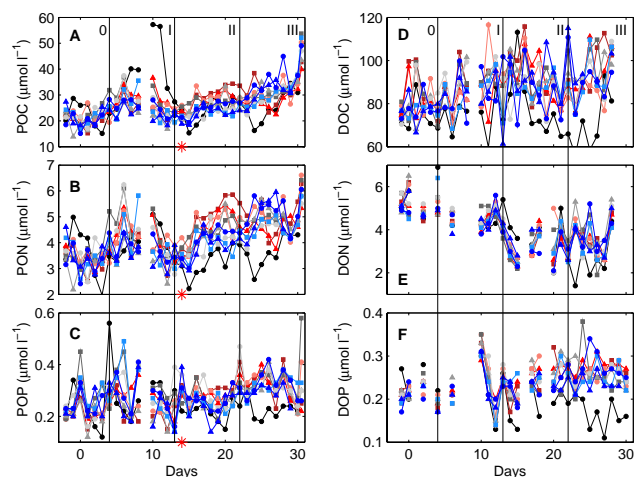 0 I II III
A
60
50
40
30
20
10
POC (μmol l⁻¹)
B
7
6
5
4
3
2
PON (μmol l⁻¹)
C
0.6
0.4
0.2
POP (μmol l⁻¹)
0 10 20 30
Days
0 I II III
D
120
100
80
60
DOC (μmol l⁻¹)
E
6
4
2
DON (μmol l⁻¹)
F
0.4
0.3
0.2
0.1
DOP (μmol l⁻¹)
0 10 20 30
Days